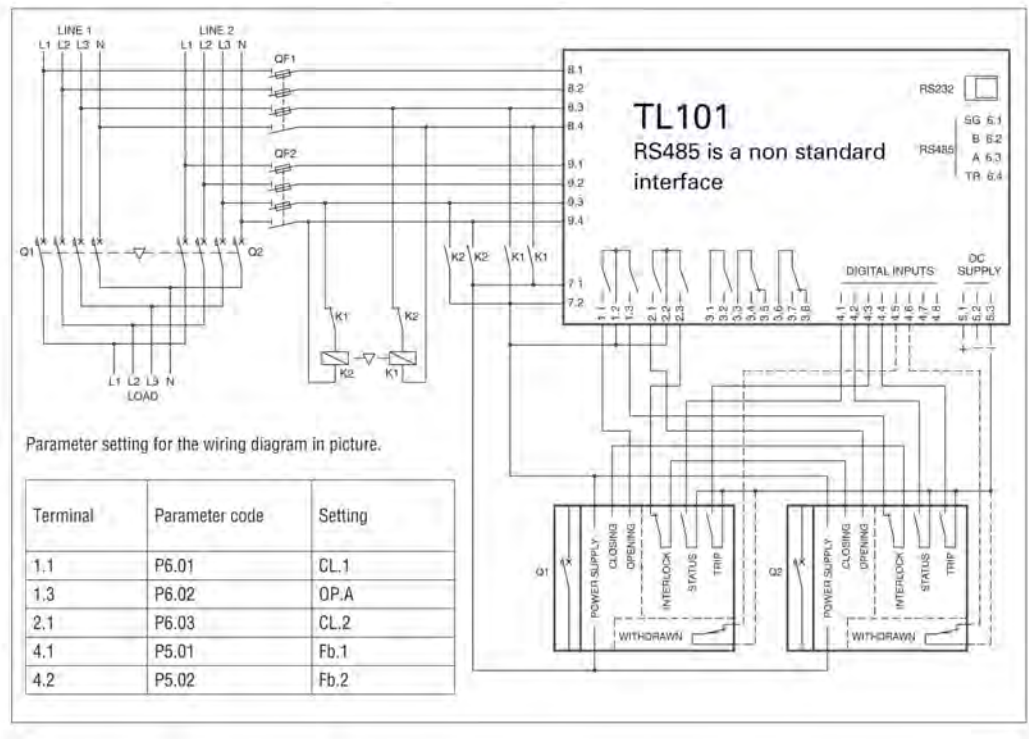 LINE 1
LINE 2
L1 L2 L3 N
L1 L2 L3 N
QF1
QF2
8.1
8.2
8.3
8.4
9.1
9.2
9.3
9.4
7.1
7.2
TL101
RS485 is a non standard
interface
RS232
RS485
SG 6.1
B 6.2
A 6.3
TR 6.4
Q1
Q2
K2 K2 K1 K1
DIGITAL INPUTS
DC
SUPPLY
1.1 1.2 1.3 2.1 2.2 2.3 3.1 3.2 3.3 3.4 3.5 3.6 3.7 3.8 4.1 4.2 4.3 4.4 4.5 4.6 4.7 4.8 5.1 5.2 5.3
K1
K2
K2
K1
L1 L2 L3 N
LOAD
Parameter setting for the wiring diagram in picture.
Terminal Parameter code Setting
1.1 P6.01 CL.1
1.3 P6.02 OP.A
2.1 P6.03 CL.2
4.1 P5.01 Fb.1
4.2 P5.02 Fb.2
Q1
POWER SUPPLY
CLOSING
OPENING
INTERLOCK
STATUS
TRIP
WITHDRAWN
Q2
POWER SUPPLY
CLOSING
OPENING
INTERLOCK
STATUS
TRIP
WITHDRAWN